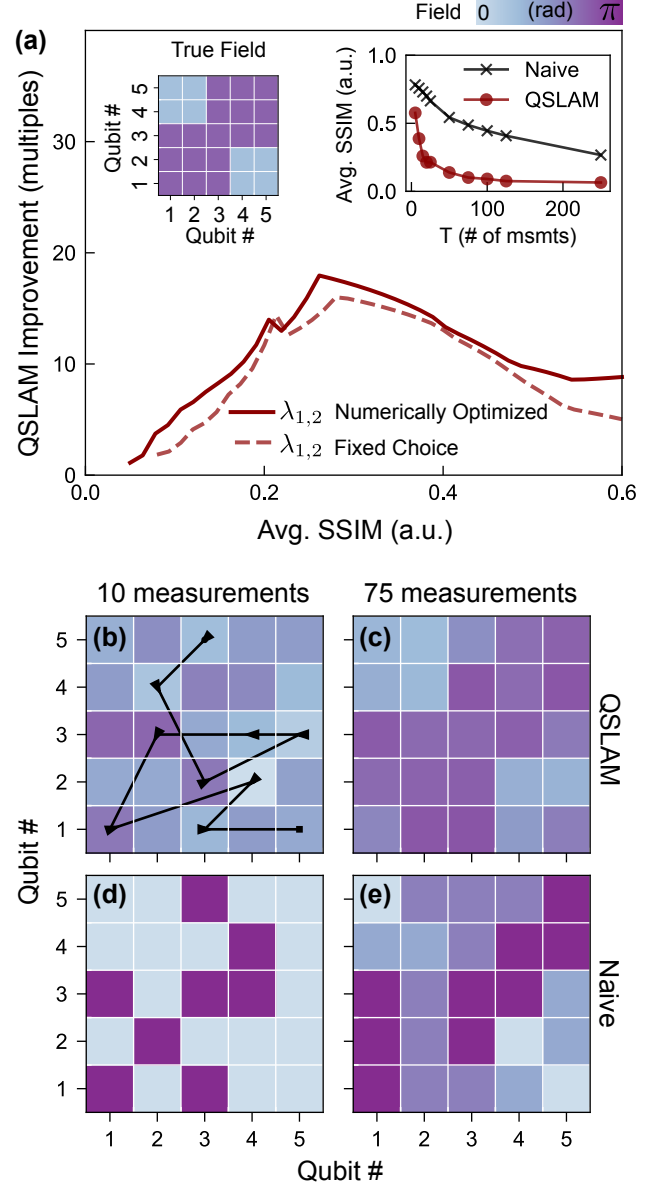 Field 0 (rad) π
(a)
QSLAM Improvement (multiples)
30
20
10
0
0.0 0.2 0.4 0.6
Avg. SSIM (a.u.)
True Field
Qubit #
5
4
3
2
1
1 2 3 4 5
Qubit #
Avg. SSIM (a.u.)
1.0
0.5
0.0
0 100 200
T (# of msmts)
Naive
QSLAM
λ1,2 Numerically Optimized
λ1,2 Fixed Choice
10 measurements
75 measurements
(b)
(c)
5
4
3
2
1
QSLAM
Qubit #
(d)
(e)
5
4
3
2
1
Naive
1 2 3 4 5
1 2 3 4 5
Qubit #